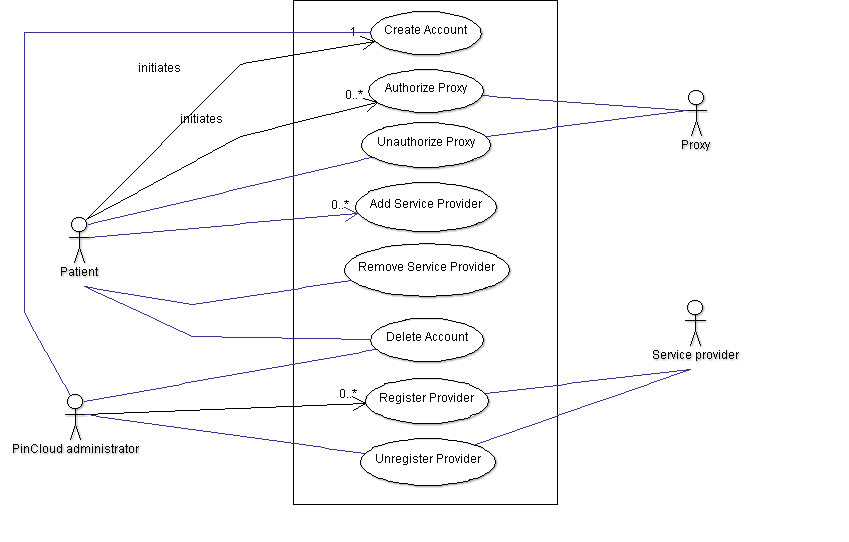 Create Account
1
initiates
Authorize Proxy
0..*
initiates
Unauthorize Proxy
Proxy
Add Service Provider
0..*
Patient
Remove Service Provider
Delete Account
Service provider
Register Provider
0..*
PinCloud administrator
Unregister Provider